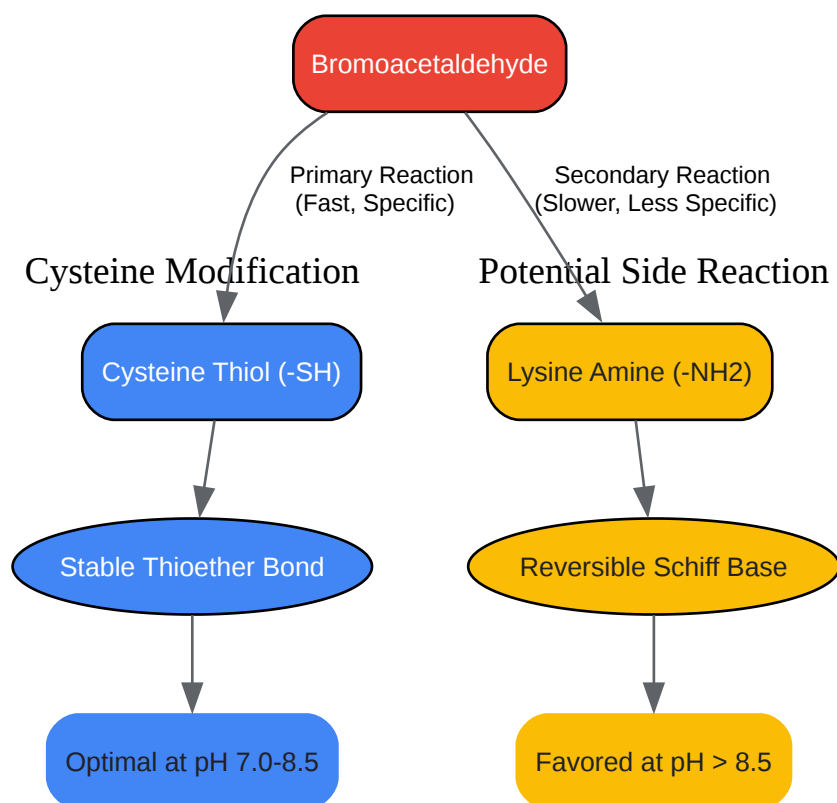 Bromoacetaldehyde
Primary Reaction
(Fast, Specific)
Secondary Reaction
(Slower, Less Specific)
Cysteine Modification
Potential Side Reaction
Cysteine Thiol (-SH)
Lysine Amine (-NH2)
Stable Thioether Bond
Reversible Schiff Base
Optimal at pH 7.0-8.5
Favored at pH > 8.5